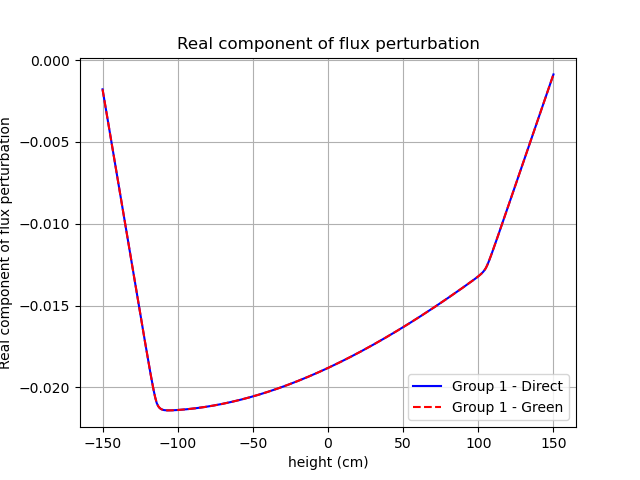 Real component of flux perturbation
0.000
−0.005
−0.010
−0.015
−0.020
Real component of flux perturbation
−150
−100
−50
0
50
100
150
height (cm)
Group 1 - Direct
Group 1 - Green